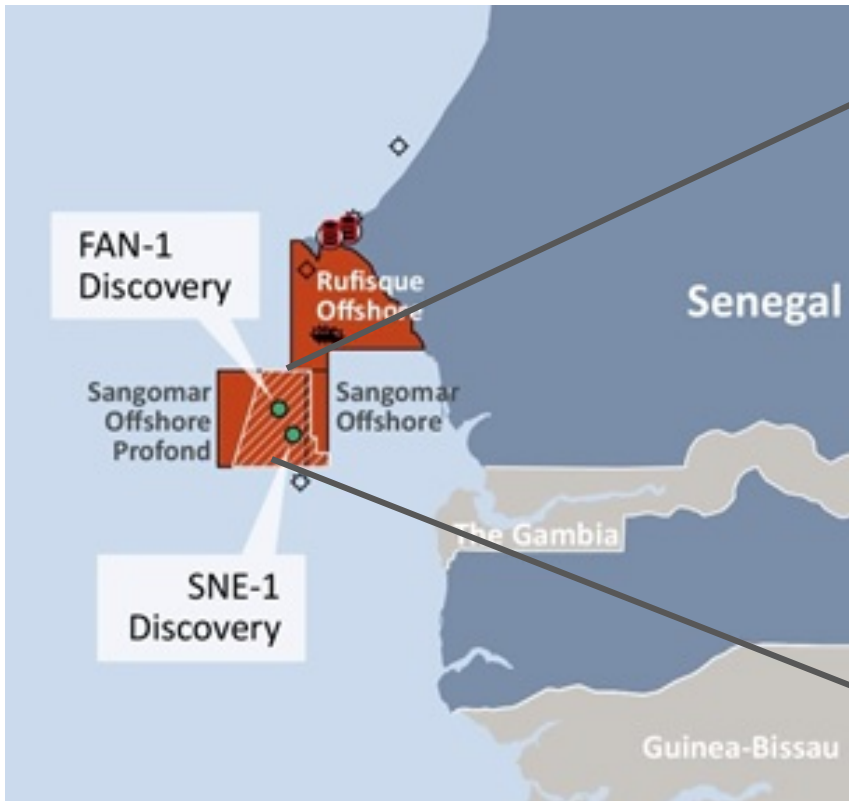 FAN-1
Discovery
Rufisque
Offshore
Senegal
Sangomar
Offshore
Profond
Sangomar
Offshore
The Gambia
SNE-1
Discovery
Guinea-Bissau